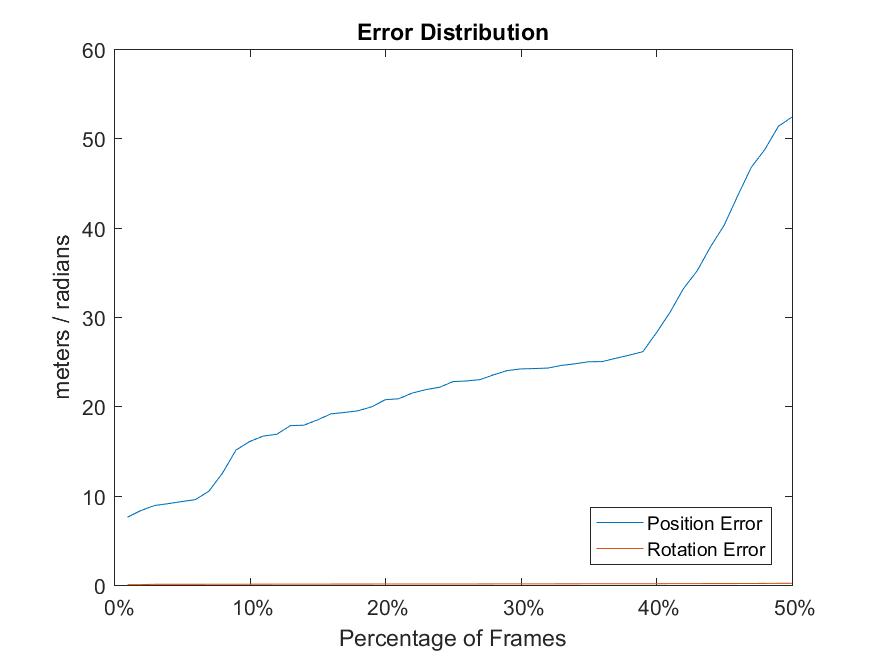 Error Distribution
60
50
40
30
20
10
0
meters / radians
Position Error
Rotation Error
0%
10%
20%
30%
40%
50%
Percentage of Frames